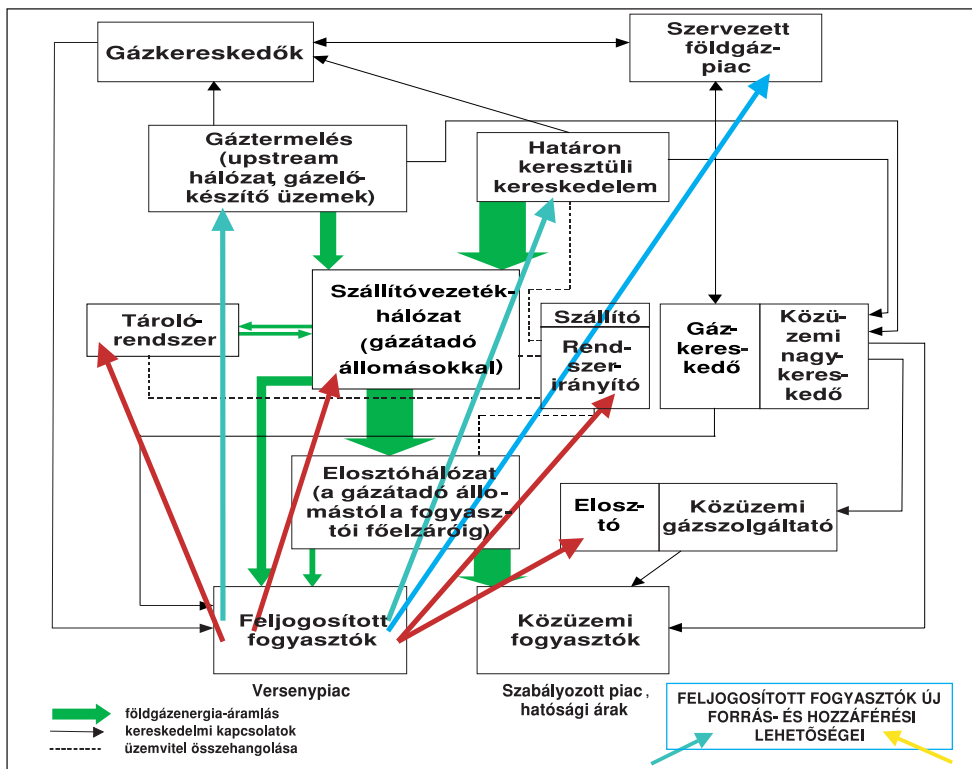 Gázkereskedők
Szervezett
földgáz-
piac
Gáztermelés
(upstream
hálózat, gázelő-
készítő üzemek)
Határon
keresztüli
kereskedelem
Szállítóvezeték-
hálózat
(gázátadó
állomásokkal)
Tároló-
rendszer
Szállító
Rend-
szer-
irányító
Gáz-
keres-
kedő
Közü-
zemi
nagy-
keres-
kedő
Elosztóhálózat
(a gázátadó állo-
mástól a fogyasz-
tói főelzáróig)
Elosz-
tó
Közüzemi
gázszolgáltató
Feljogosított
fogyasztók
Közüzemi
fogyasztók
Versenypiac
Szabályozott piac,
hatósági árak
földgázenergia-áramlás
kereskedelmi kapcsolatok
üzemvitel összehangolása
FELJOGOSÍTOTT FOGYASZTÓK ÚJ
FORRÁS- ÉS HOZZÁFÉRÉSI
LEHETŐSÉGEI